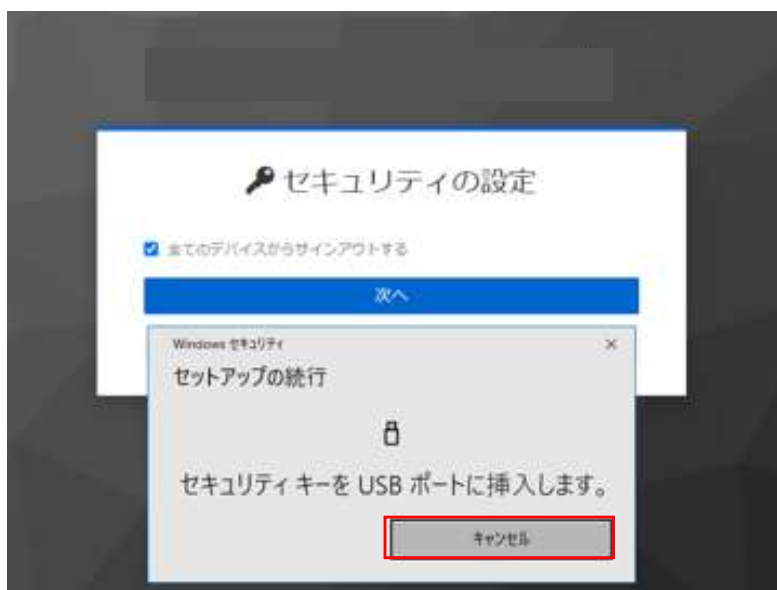 セキュリティの設定
全てのデバイスからサインアウトする
次へ
Windows セキュリティ
セットアップの続行
セキュリティ キーを USB ポートに挿入します。
キャンセル